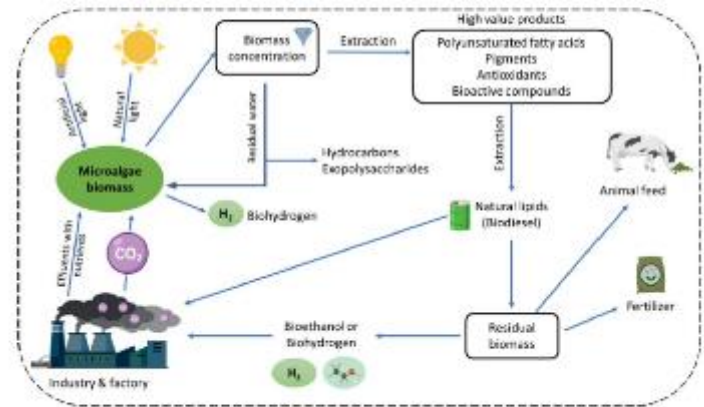 High value products
Biomass
concentration
Extraction
Polyunsaturated fatty acids
Pigments
Antioxidants
Bioactive compounds
Artificial
light
Natural
light
Residual water
Extraction
Hydrocarbons
Exopolysaccharides
Microalgae
biomass
H2
Biohydrogen
Animal feed
Natural lipids
(Biodiesel)
Effluents with
nutrients
CO2
Fertilizer
Bioethanol or
Biohydrogen
Residual
biomass
H2
Industry & factory